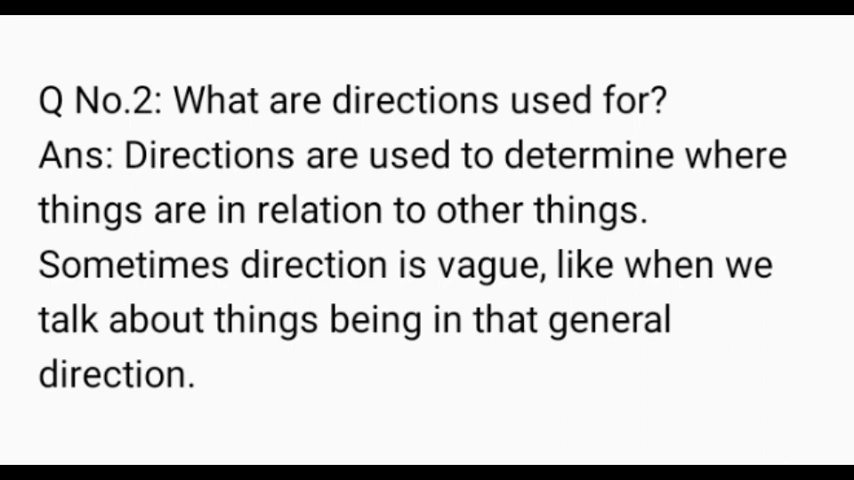 Q No.2: What are directions used for?
Ans: Directions are used to determine where
things are in relation to other things.
Sometimes direction is vague, like when we
talk about things being in that general
direction.